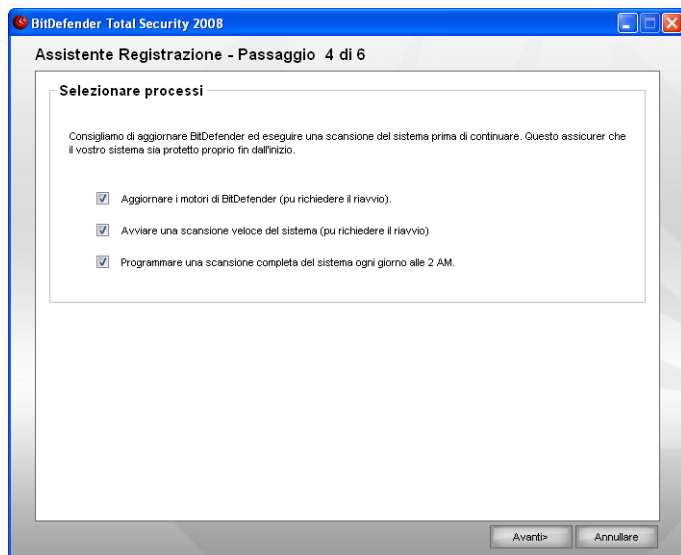 BitDefender Total Security 2008
Assistente Registrazione - Passaggio 4 di 6
Selezionare processi
Consigliamo di aggiornare BitDefender ed eseguire una scansione del sistema prima di continuare. Questo assicurer che
il vostro sistema sia protetto proprio fin dall'inizio.
Aggiornare i motori di BitDefender (pu richiedere il riavvio).
Avviare una scansione veloce del sistema (pu richiedere il riavvio)
Programmare una scansione completa del sistema ogni giorno alle 2 AM.
Avanti>
Annullare